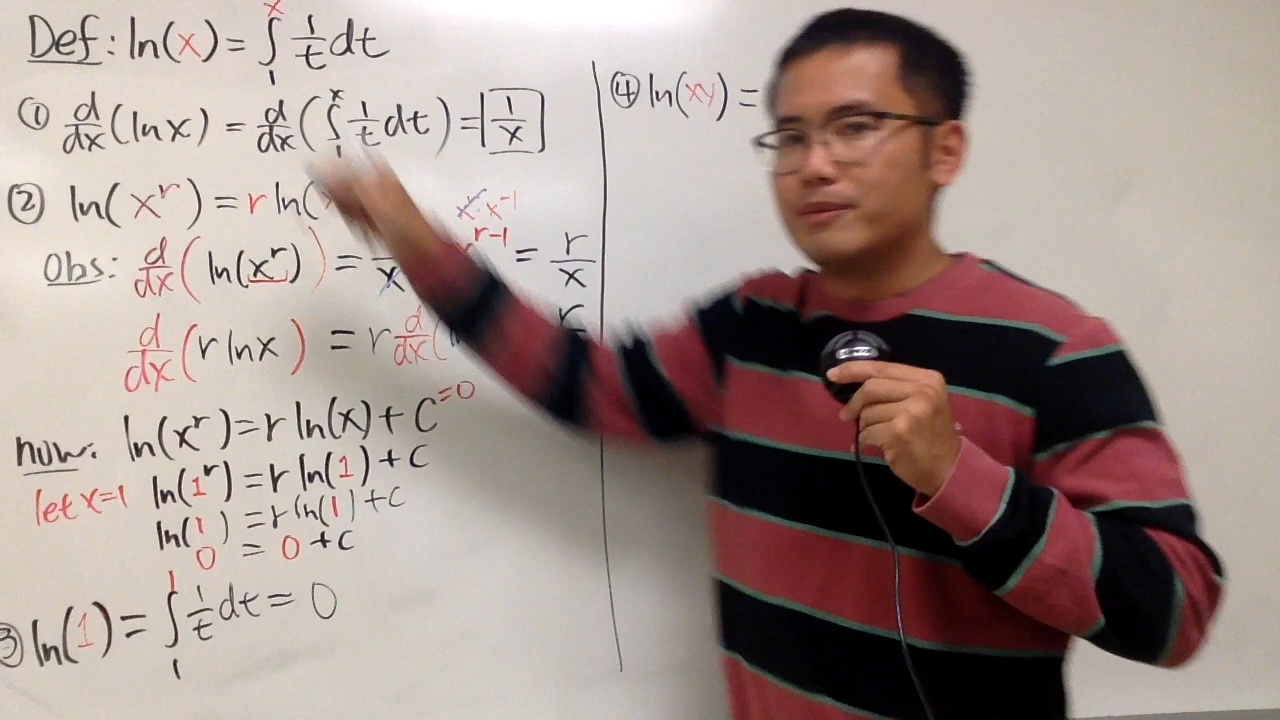 Def: ln(x) = ∫₁ˣ 1/t dt
① d/dx (ln x) = d/dx (∫₁ˣ 1/t dt) = 1/x
② ln(xʳ) = r ln(
x^r · x⁻¹
Obs: d/dx (ln(xʳ)) = x r-1 = r/x
d/dx (r ln x) = r d/dx (
now: ln(xʳ) = r ln(x) + C =0
let x=1 ln(1ʳ) = r ln(1) + C
ln(1) = r ln(1) + C
0 = 0 + C
③ ln(1) = ∫₁¹ 1/t dt = 0
④ ln(xy) =